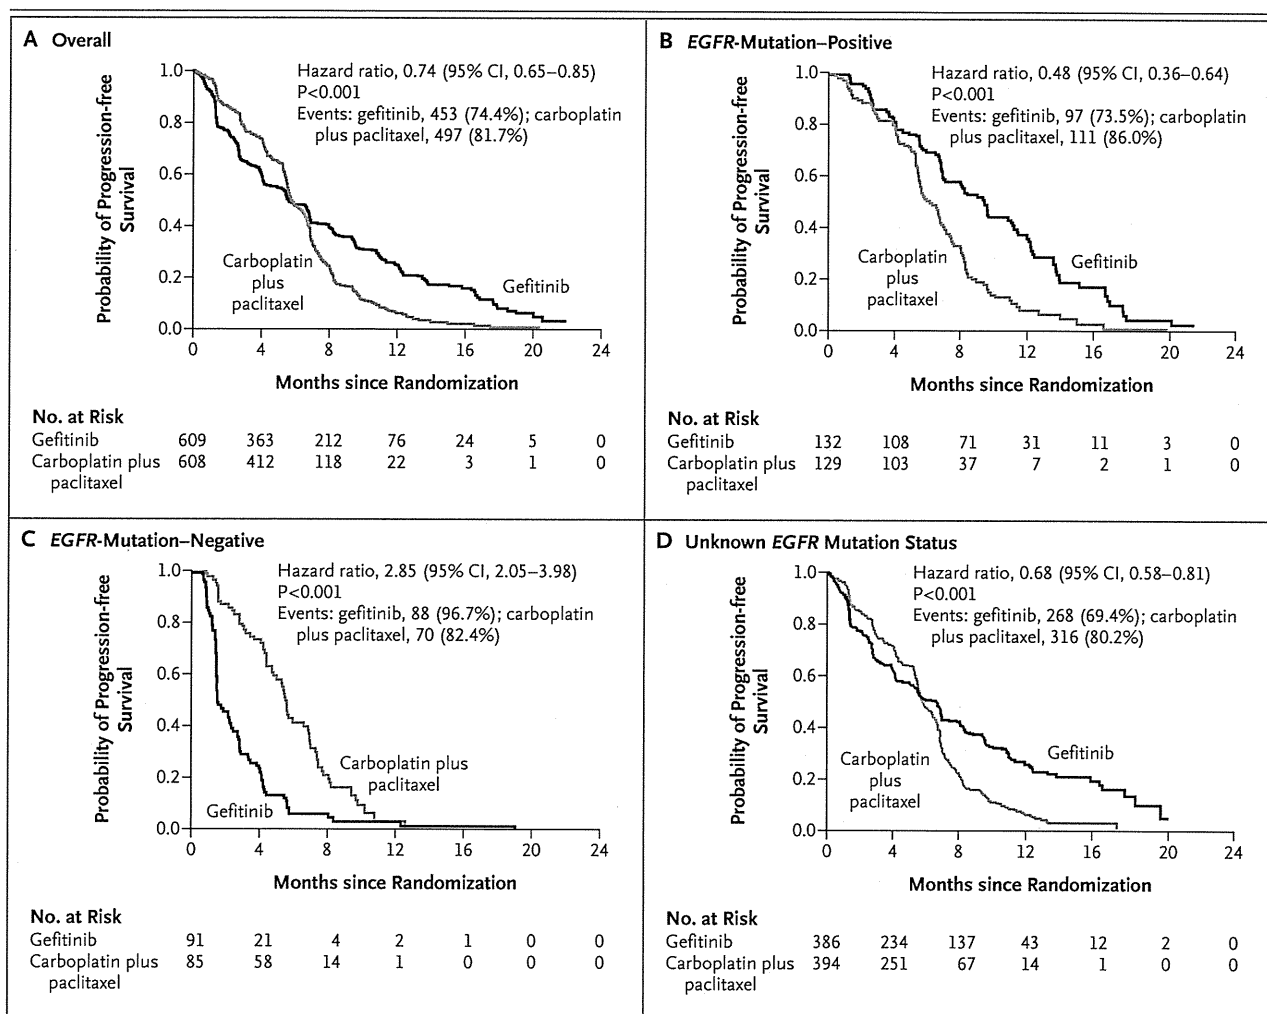 A Overall
Probability of Progression-free
Survival
1.0
0.8
0.6
0.4
0.2
0.0
Hazard ratio, 0.74 (95% CI, 0.65–0.85)
P<0.001
Events: gefitinib, 453 (74.4%); carboplatin
plus paclitaxel, 497 (81.7%)
Carboplatin
plus
paclitaxel
Gefitinib
0 4 8 12 16 20 24
Months since Randomization
No. at Risk
Gefitinib 609 363 212 76 24 5 0
Carboplatin plus 608 412 118 22 3 1 0
paclitaxel
B EGFR-Mutation–Positive
Probability of Progression-free
Survival
1.0
0.8
0.6
0.4
0.2
0.0
Hazard ratio, 0.48 (95% CI, 0.36–0.64)
P<0.001
Events: gefitinib, 97 (73.5%); carboplatin
plus paclitaxel, 111 (86.0%)
Carboplatin
plus
paclitaxel
Gefitinib
0 4 8 12 16 20 24
Months since Randomization
No. at Risk
Gefitinib 132 108 71 31 11 3 0
Carboplatin plus 129 103 37 7 2 1 0
paclitaxel
C EGFR-Mutation–Negative
Probability of Progression-free
Survival
1.0
0.8
0.6
0.4
0.2
0.0
Hazard ratio, 2.85 (95% CI, 2.05–3.98)
P<0.001
Events: gefitinib, 88 (96.7%); carboplatin
plus paclitaxel, 70 (82.4%)
Carboplatin plus
paclitaxel
Gefitinib
0 4 8 12 16 20 24
Months since Randomization
No. at Risk
Gefitinib 91 21 4 2 1 0 0
Carboplatin plus 85 58 14 1 0 0 0
paclitaxel
D Unknown EGFR Mutation Status
Probability of Progression-free
Survival
1.0
0.8
0.6
0.4
0.2
0.0
Hazard ratio, 0.68 (95% CI, 0.58–0.81)
P<0.001
Events: gefitinib, 268 (69.4%); carboplatin
plus paclitaxel, 316 (80.2%)
Carboplatin
plus
paclitaxel
Gefitinib
0 4 8 12 16 20 24
Months since Randomization
No. at Risk
Gefitinib 386 234 137 43 12 2 0
Carboplatin plus 394 251 67 14 1 0 0
paclitaxel